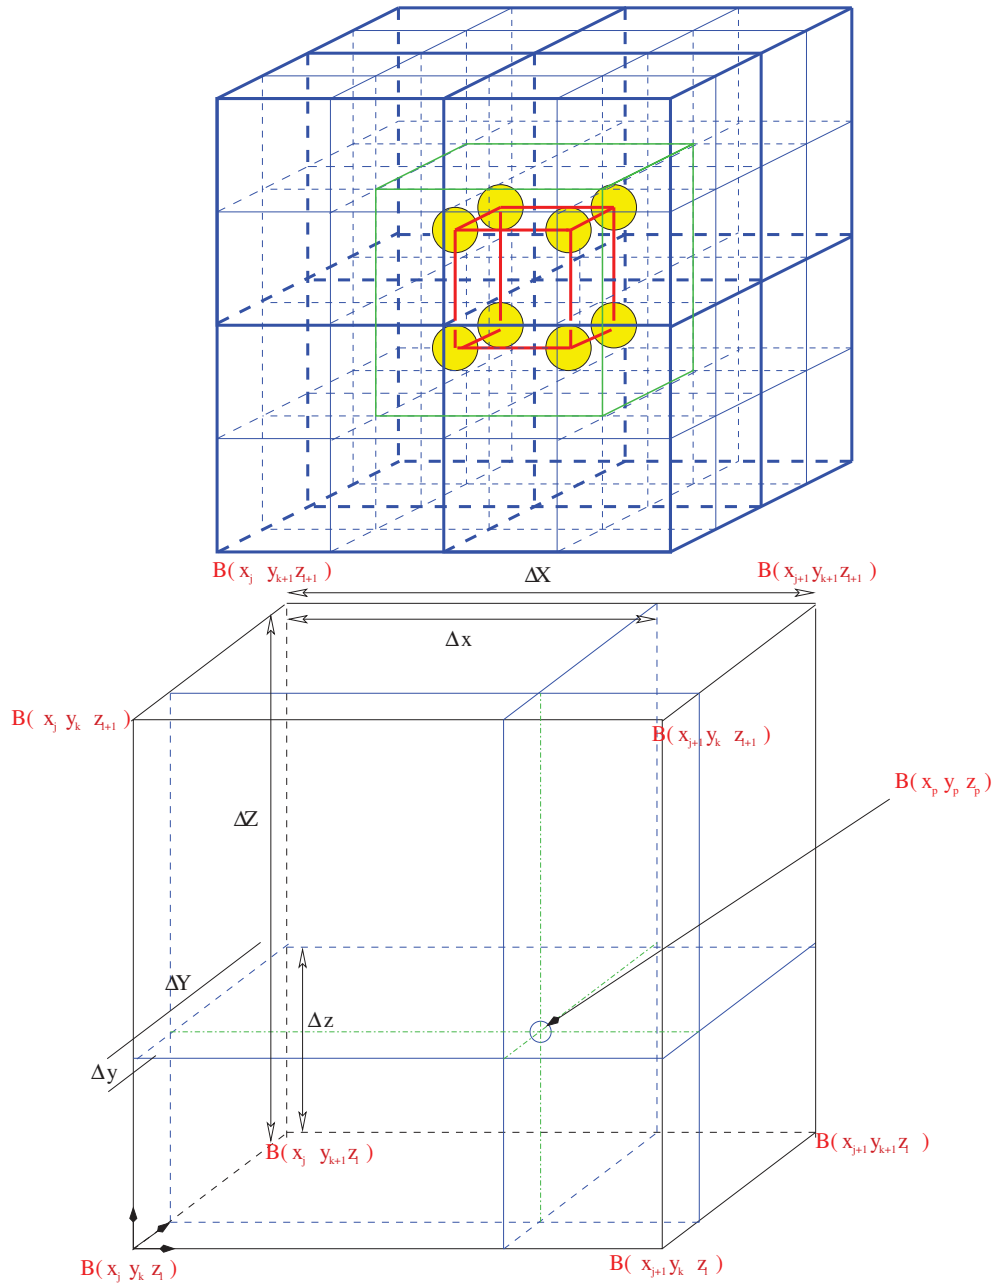 B( x_j y_{k+1} z_{l+1} )
ΔX
B( x_{j+1} y_{k+1} z_{l+1} )
Δx
B( x_j y_k z_{l+1} )
B( x_{j+1} y_k z_{l+1} )
B( x_p y_p z_p )
ΔZ
ΔY
Δz
Δy
B( x_j y_{k+1} z_l )
B( x_{j+1} y_{k+1} z_l )
B( x_j y_k z_l )
B( x_{j+1} y_k z_l )